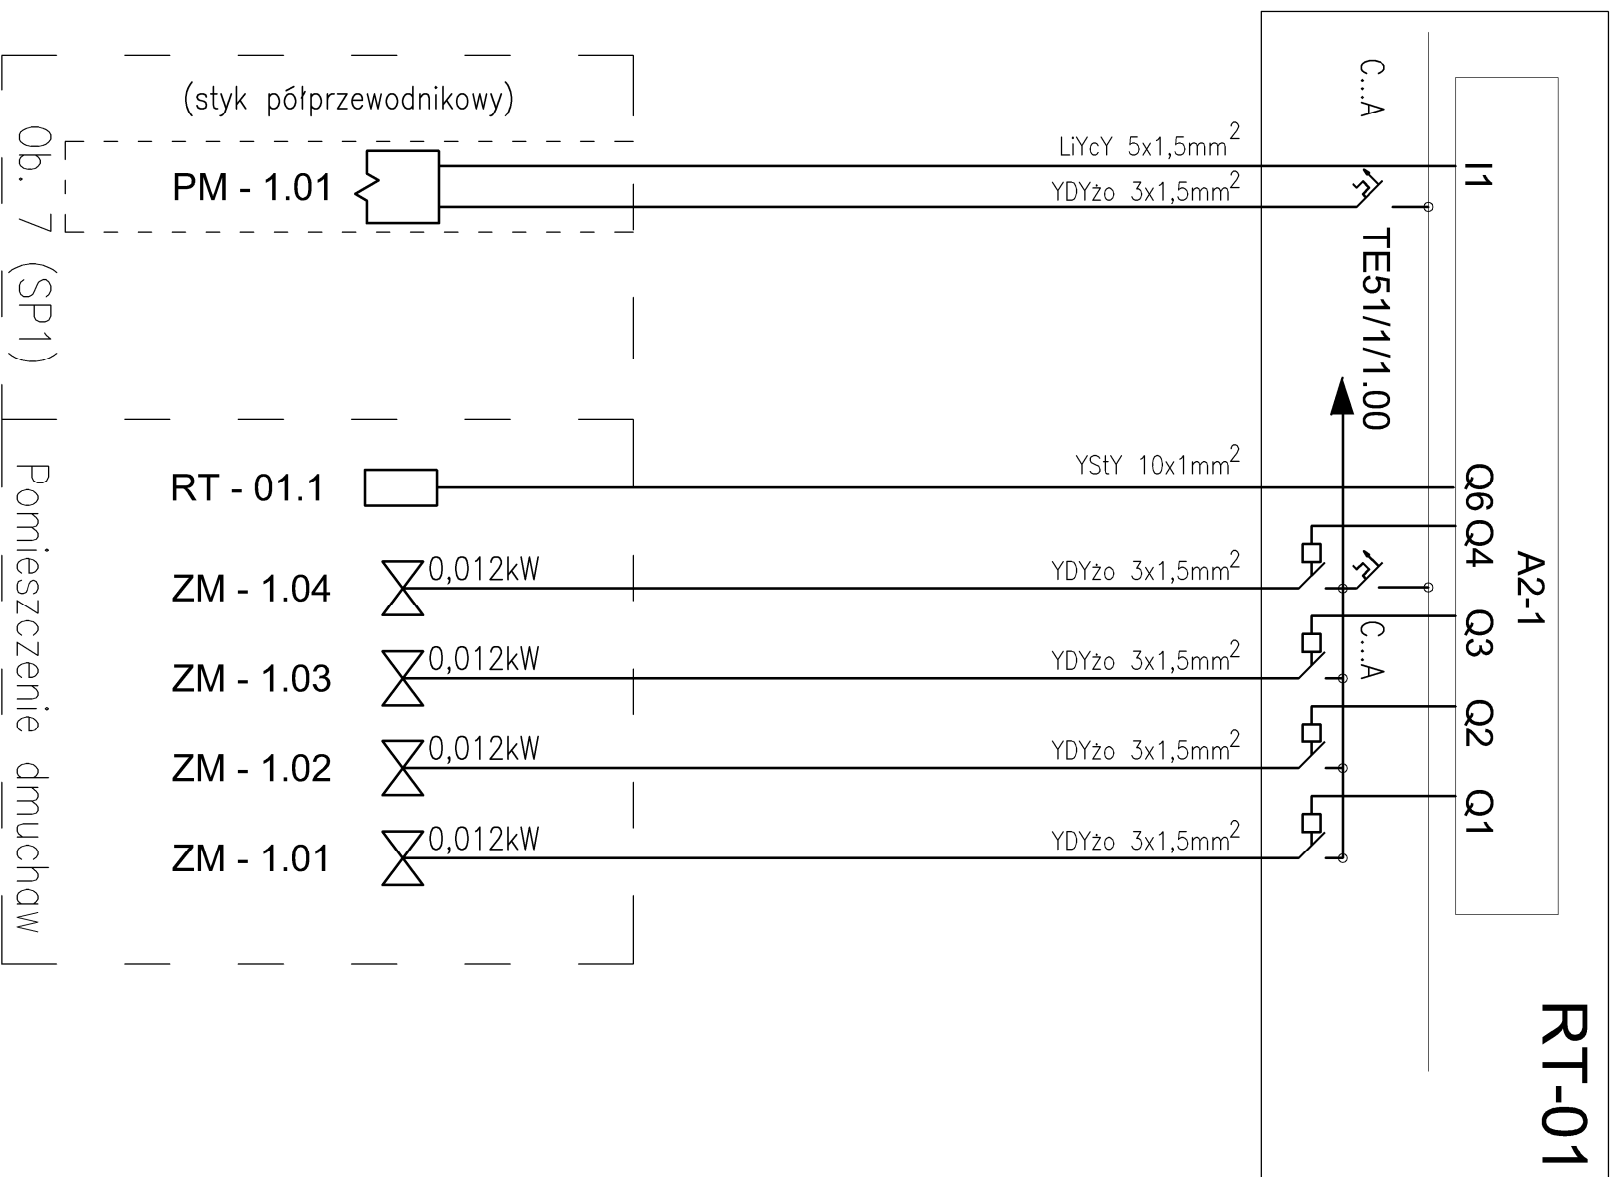 (styk półprzewodnikowy)
PM - 1.01
LiYcY 5x1,5mm²
YDYżo 3x1,5mm²
C...A
I1
Ob. 7 (SP1)
TE51/1/1.00
RT - 01.1
YStY 10x1mm²
Q6
Q4
ZM - 1.04
0,012kW
YDYżo 3x1,5mm²
A2-1
ZM - 1.03
0,012kW
YDYżo 3x1,5mm²
C...A
Q3
ZM - 1.02
0,012kW
YDYżo 3x1,5mm²
Q2
ZM - 1.01
0,012kW
YDYżo 3x1,5mm²
Q1
Pomieszczenie dmuchaw
RT-01